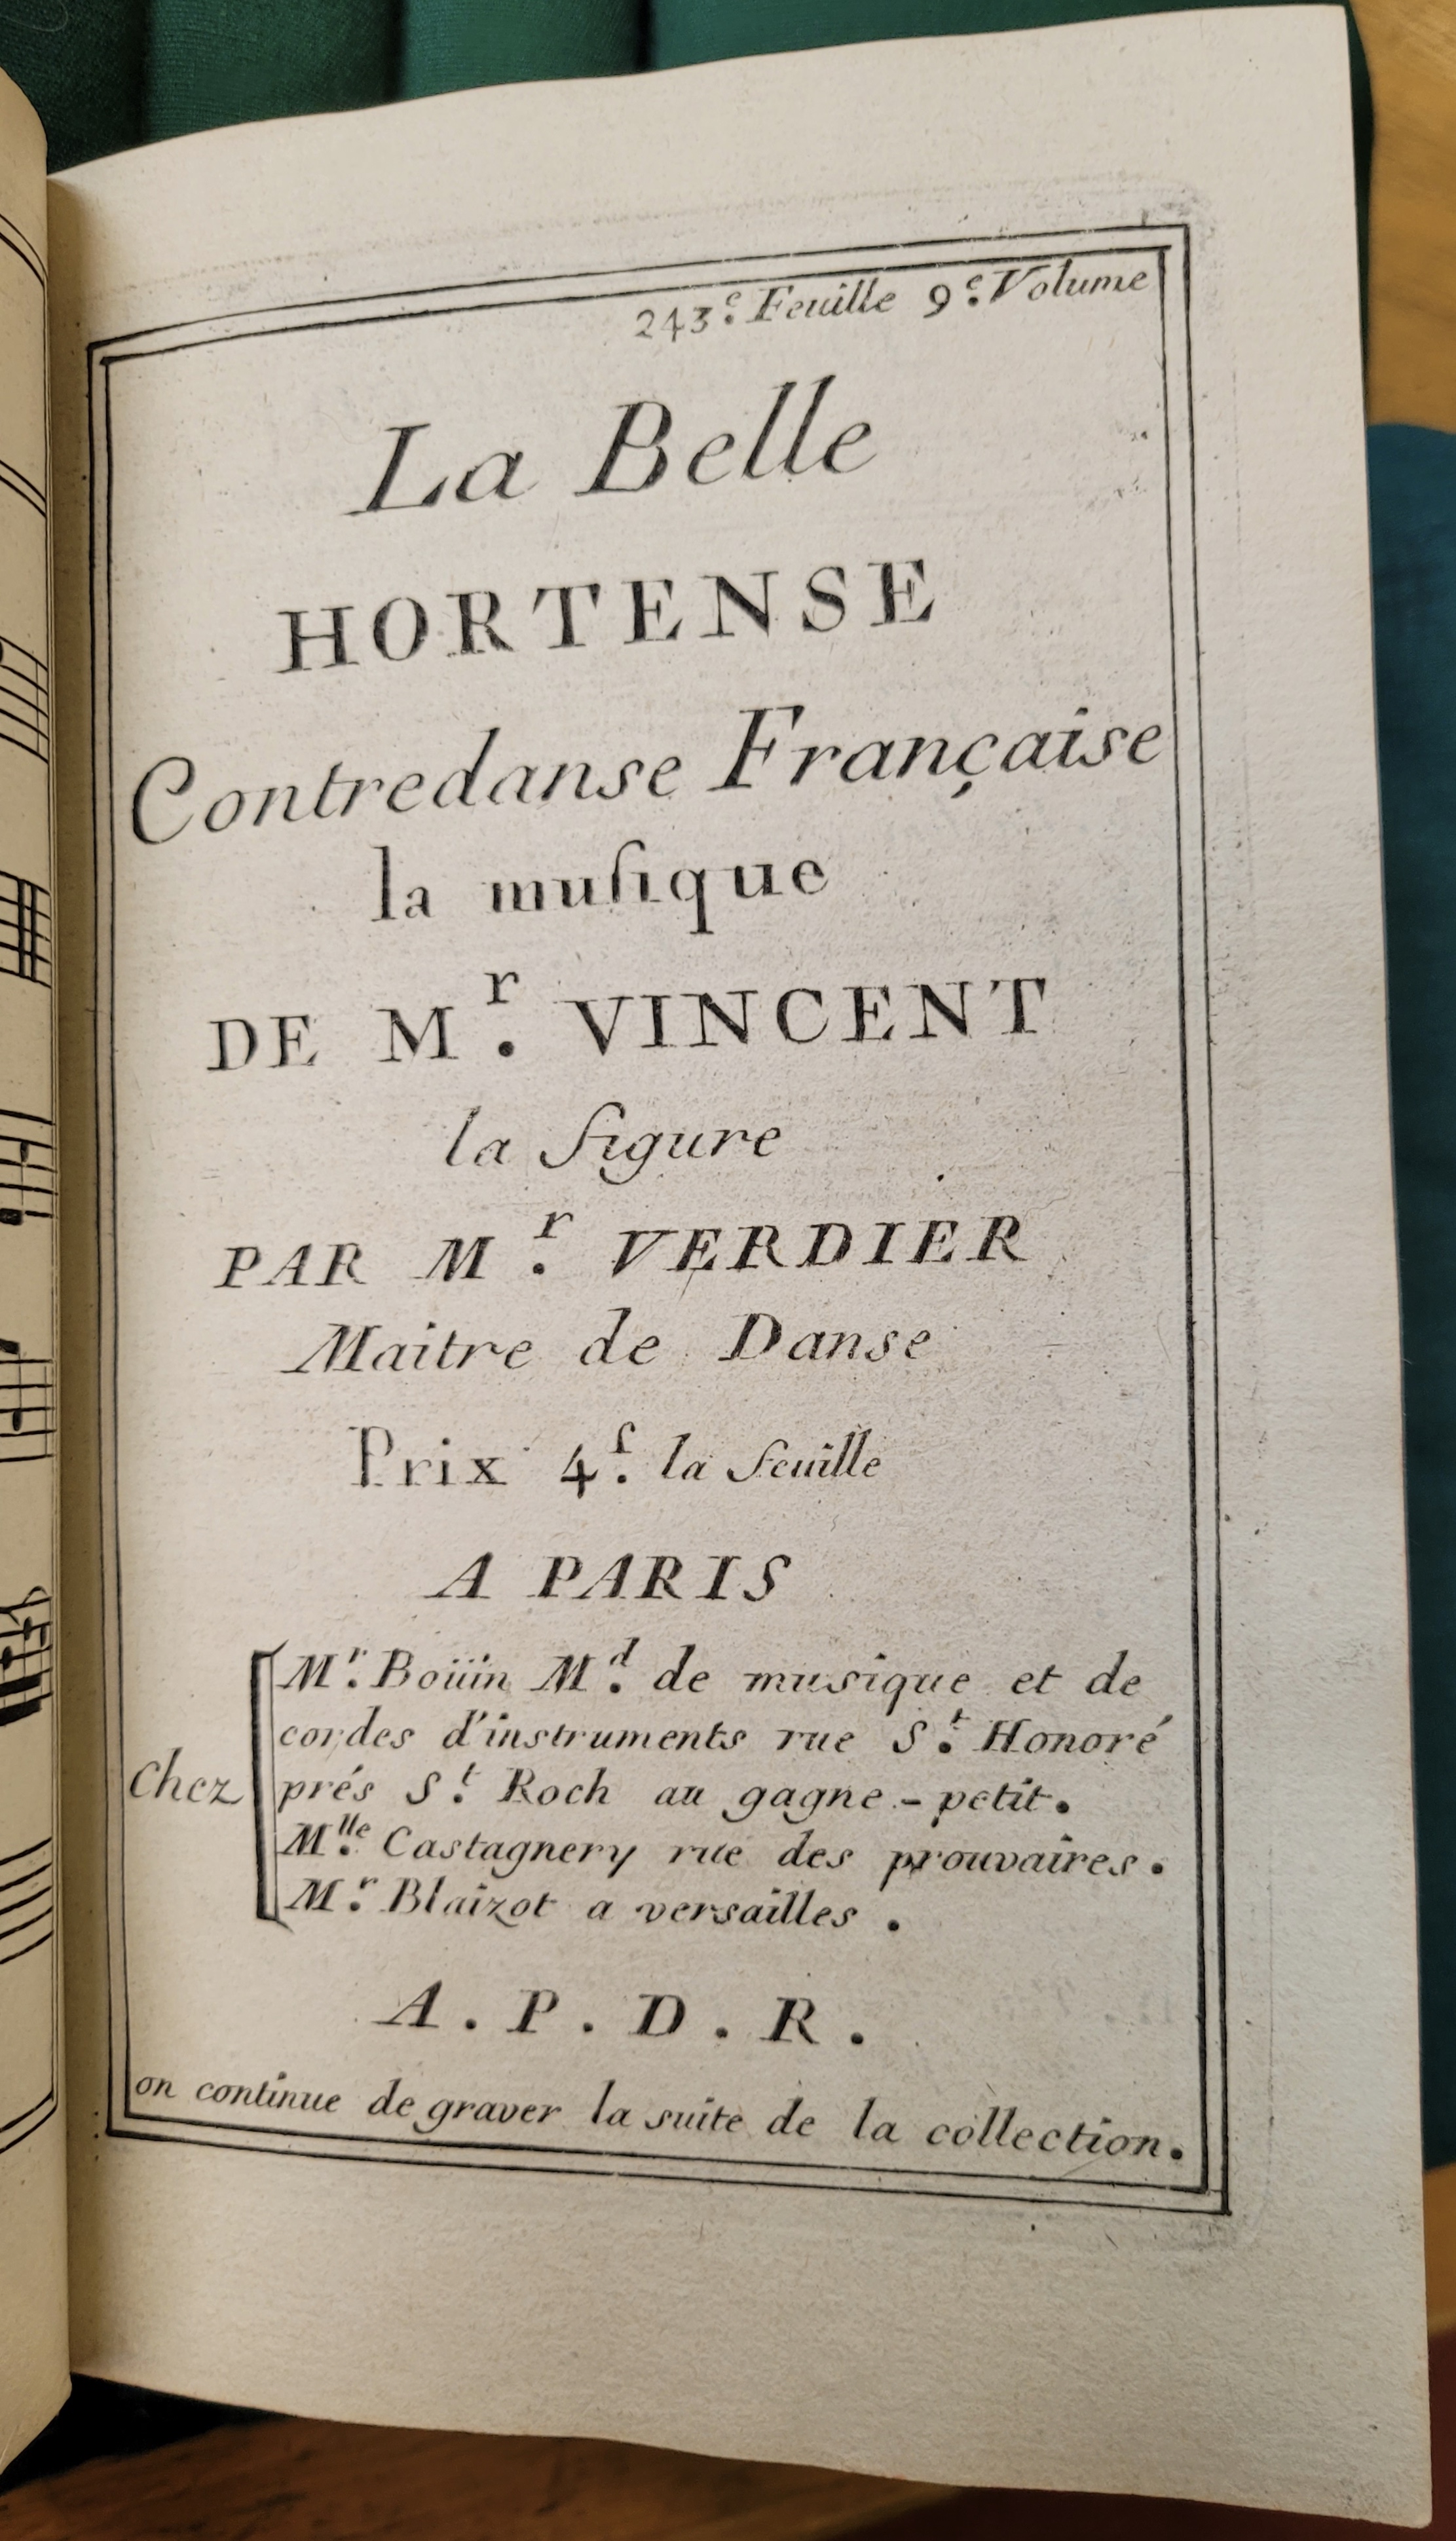 243.e Feuille 9.e Volume
La Belle
HORTENSE
Contredanse Française
la muſique
DE M.r VINCENT
la figure
PAR M.r VERDIER
Maitre de Danse
Prix 4.ſ la feuille
A PARIS
M.r Boüin M.d de musique et de
cordes d'instruments rue S.t Honoré
Chez prés S.t Roch au gagne-petit.
M.lle Castagnery rue des prouvaires.
M.r Blaizot a versailles.
A. P. D. R.
on continue de graver la suite de la collection.